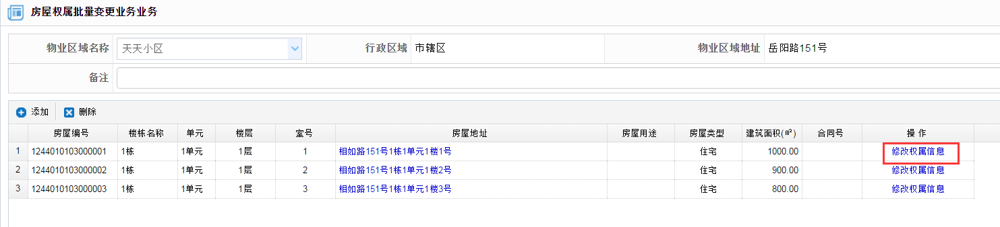 房屋权属批量变更业务业务
物业区域名称 天天小区 行政区域 市辖区 物业区域地址 岳阳路151号
备注
添加 删除
房屋编号 楼栋名称 单元 楼层 室号 房屋地址 房屋用途 房屋类型 建筑面积(㎡) 合同号 操作
1 1244010103000001 1栋 1单元 1层 1 相如路151号1栋1单元1楼1号 住宅 1000.00 修改权属信息
2 1244010103000002 1栋 1单元 1层 2 相如路151号1栋1单元1楼2号 住宅 900.00 修改权属信息
3 1244010103000003 1栋 1单元 1层 3 相如路151号1栋1单元1楼3号 住宅 800.00 修改权属信息